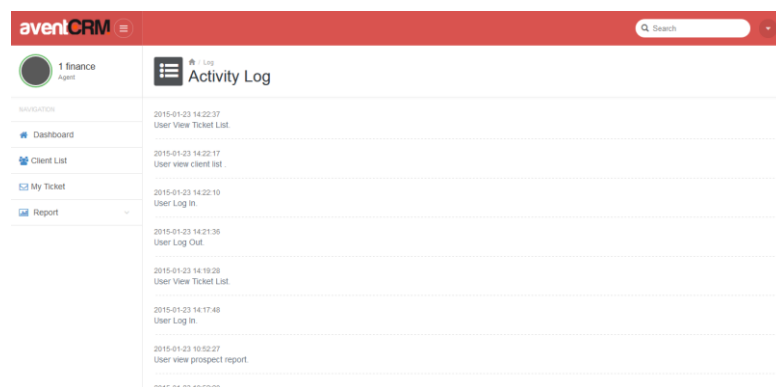 aventCRM
Search
1 finance
Agent
NAVIGATION
Dashboard
Client List
My Ticket
Report
/ Log
Activity Log
2015-01-23 14:22:37
User View Ticket List.
2015-01-23 14:22:17
User view client list .
2015-01-23 14:22:10
User Log In.
2015-01-23 14:21:36
User Log Out.
2015-01-23 14:19:28
User View Ticket List.
2015-01-23 14:17:48
User Log In.
2015-01-23 10:52:27
User view prospect report.